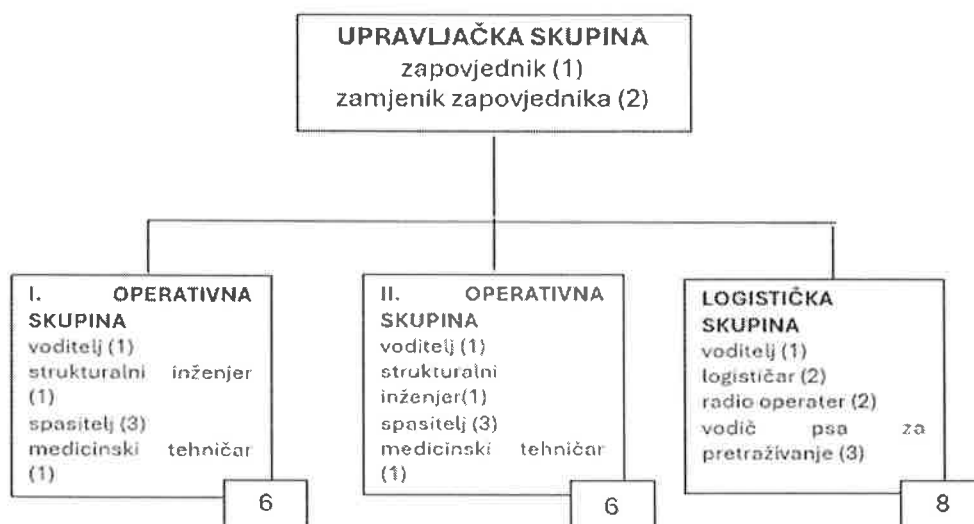 UPRAVLJAČKA SKUPINA
zapovjednik (1)
zamjenik zapovjednika (2)
I. OPERATIVNA
SKUPINA
voditelj (1)
strukturalni inženjer
(1)
spasitelj (3)
medicinski tehničar
(1)
6
II. OPERATIVNA
SKUPINA
voditelj (1)
strukturalni
inženjer(1)
spasitelj (3)
medicinski tehničar
(1)
6
LOGISTIČKA
SKUPINA
voditelj (1)
logističar (2)
radio operater (2)
vodič psa za
pretraživanje (3)
8